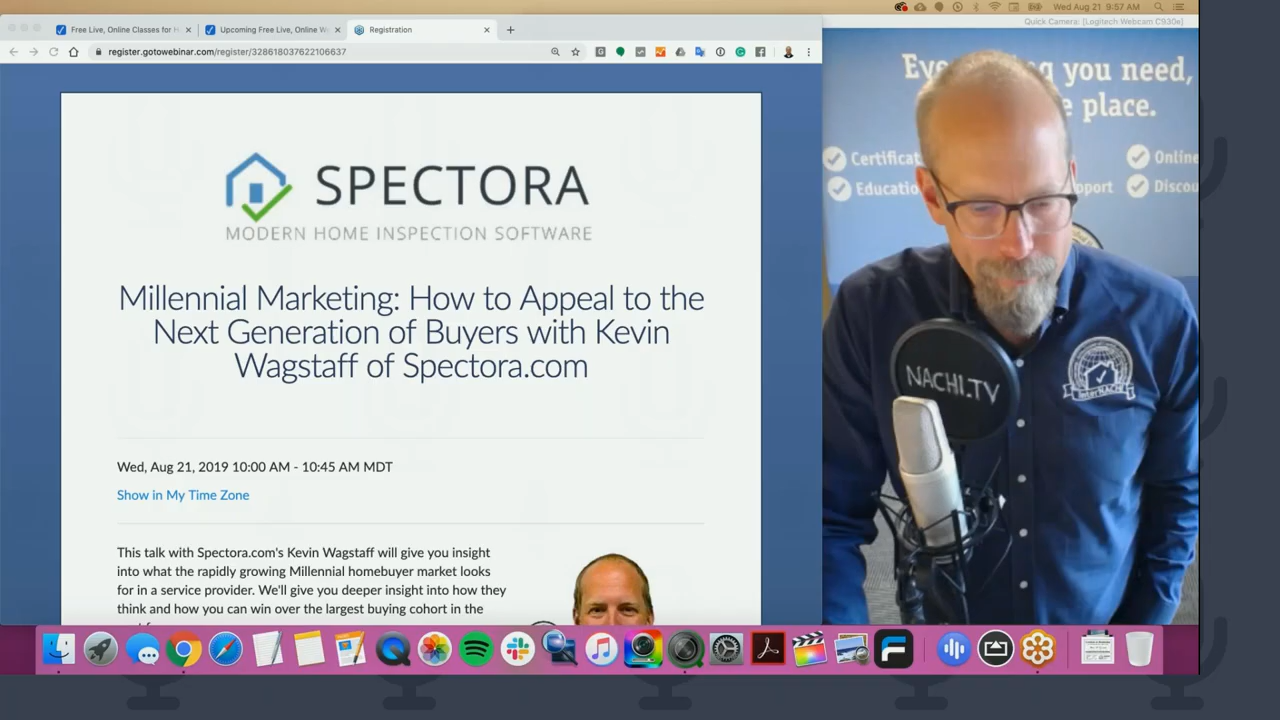 Wed Aug 21 9:57 AM
Quick Camera: [Logitech Webcam C930e]
Free Live, Online Classes for H
Upcoming Free Live, Online W
Registration
register.gotowebinar.com/register/328618037622106637
SPECTORA
MODERN HOME INSPECTION SOFTWARE
Millennial Marketing: How to Appeal to the
Next Generation of Buyers with Kevin
Wagstaff of Spectora.com
Wed, Aug 21, 2019 10:00 AM - 10:45 AM MDT
Show in My Time Zone
This talk with Spectora.com's Kevin Wagstaff will give you insight
into what the rapidly growing Millennial homebuyer market looks
for in a service provider. We'll give you deeper insight into how they
think and how you can win over the largest buying cohort in the
you need,
place.
Certificat
Online
Educatio
pport
Discou
NACHI.TV
InterNACHI